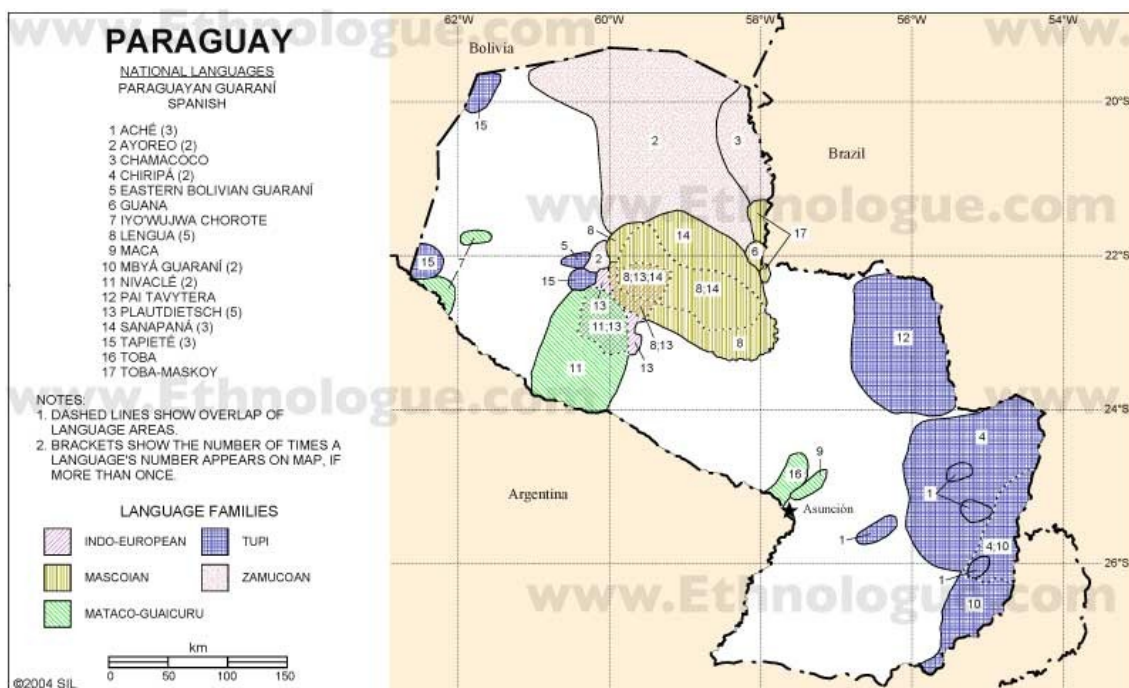 PARAGUAY
NATIONAL LANGUAGES
PARAGUAYAN GUARANÍ
SPANISH
1 ACHÉ (3)
2 AYOREO (2)
3 CHAMACOCO
4 CHIRIPÁ (2)
5 EASTERN BOLIVIAN GUARANÍ
6 GUANA
7 IYO'WUJWA CHOROTE
8 LENGUA (5)
9 MACA
10 MBYÁ GUARANÍ (2)
11 NIVACLÉ (2)
12 PAI TAVYTERA
13 PLAUTDIETSCH (5)
14 SANAPANÁ (3)
15 TAPIETÉ (3)
16 TOBA
17 TOBA-MASKOY
NOTES:
1. DASHED LINES SHOW OVERLAP OF
LANGUAGE AREAS.
2. BRACKETS SHOW THE NUMBER OF TIMES A
LANGUAGE'S NUMBER APPEARS ON MAP, IF
MORE THAN ONCE.
LANGUAGE FAMILIES
INDO-EUROPEAN
TUPI
MASCOIAN
ZAMUCOAN
MATACO-GUAICURU
km
0 50 100 150
©2004 SIL
62°W 60°W 58°W 56°W 54°W
20°S
22°S
24°S
26°S
Bolivia
Brazil
Argentina
Asunción
15
2
3
8
14
17
5
2
6
15
7
15
8;13;14
8;14
13
11;13
8
8;13
13
11
12
4
9
16
1
1
4;10
1
10
www.Ethnologue.com
www.Ethnologue.com
www.Ethnologue.com
www.Ethnologue.com
www.
www.